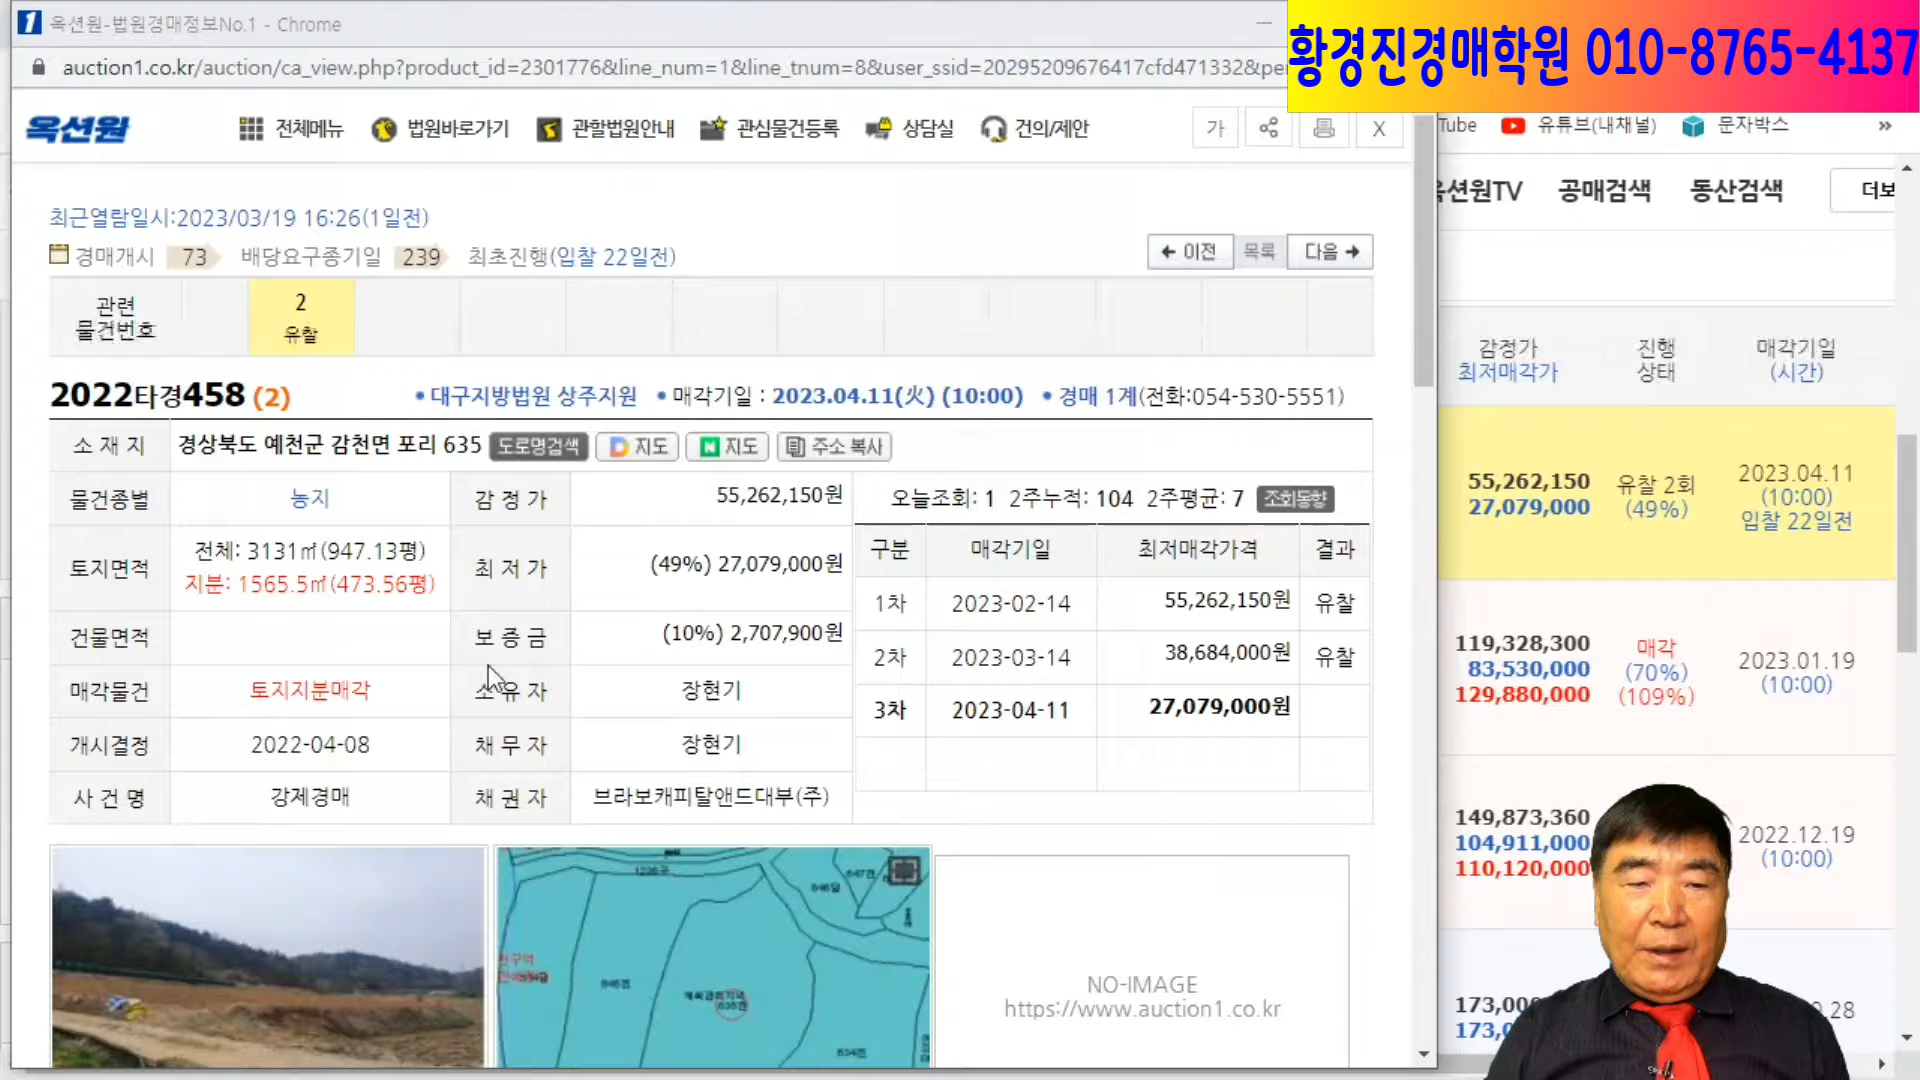 옥션원-법원경매정보No.1 - Chrome
황경진경매학원 010-8765-4137
auction1.co.kr/auction/ca_view.php?product_id=2301776&line_num=1&line_tnum=8&user_ssid=20295209676417cfd471332&pe
옥션원 전체메뉴 법원바로가기 관할법원안내 관심물건등록 상담실 건의/제안 가 X
Tube 유튜브(내채널) 문자박스 »
옥션원TV 공매검색 동산검색 더보
최근열람일시:2023/03/19 16:26(1일전)
경매개시 73 배당요구종기일 239 최초진행(입찰 22일전)
← 이전 목록 다음 →
관련
물건번호
2
유찰
2022타경458 (2) • 대구지방법원 상주지원 • 매각기일 : 2023.04.11(火) (10:00) • 경매 1계(전화:054-530-5551)
소재지 경상북도 예천군 감천면 포리 635 도로명검색 D 지도 N 지도 주소 복사
물건종별 농지 감정가 55,262,150원
토지면적 전체: 3131㎡(947.13평)
지분: 1565.5㎡(473.56평)
최저가 (49%) 27,079,000원
건물면적 보증금 (10%) 2,707,900원
매각물건 토지지분매각 소유자 장현기
개시결정 2022-04-08 채무자 장현기
사건명 강제경매 채권자 브라보캐피탈앤드대부(주)
오늘조회: 1 2주누적: 104 2주평균: 7 조회동향
구분 매각기일 최저매각가격 결과
1차 2023-02-14 55,262,150원 유찰
2차 2023-03-14 38,684,000원 유찰
3차 2023-04-11 27,079,000원
NO-IMAGE
https://www.auction1.co.kr
감정가
최저매각가
진행
상태
매각기일
(시간)
55,262,150
27,079,000
유찰 2회
(49%)
2023.04.11
(10:00)
입찰 22일전
119,328,300
83,530,000
129,880,000
매각
(70%)
(109%)
2023.01.19
(10:00)
149,873,360
104,911,000
110,120,000
2022.12.19
(10:00)